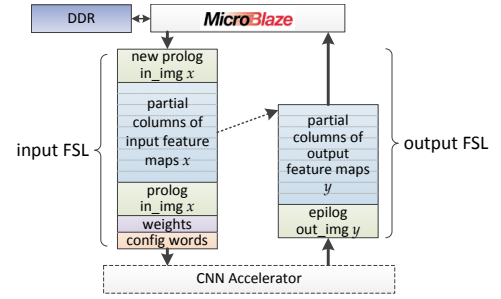 DDR
MicroBlaze
new prolog
in_img x
partial
columns of
input feature
maps x
prolog
in_img x
weights
config words
input FSL
partial
columns of
output
feature maps
y
epilog
out_img y
output FSL
CNN Accelerator